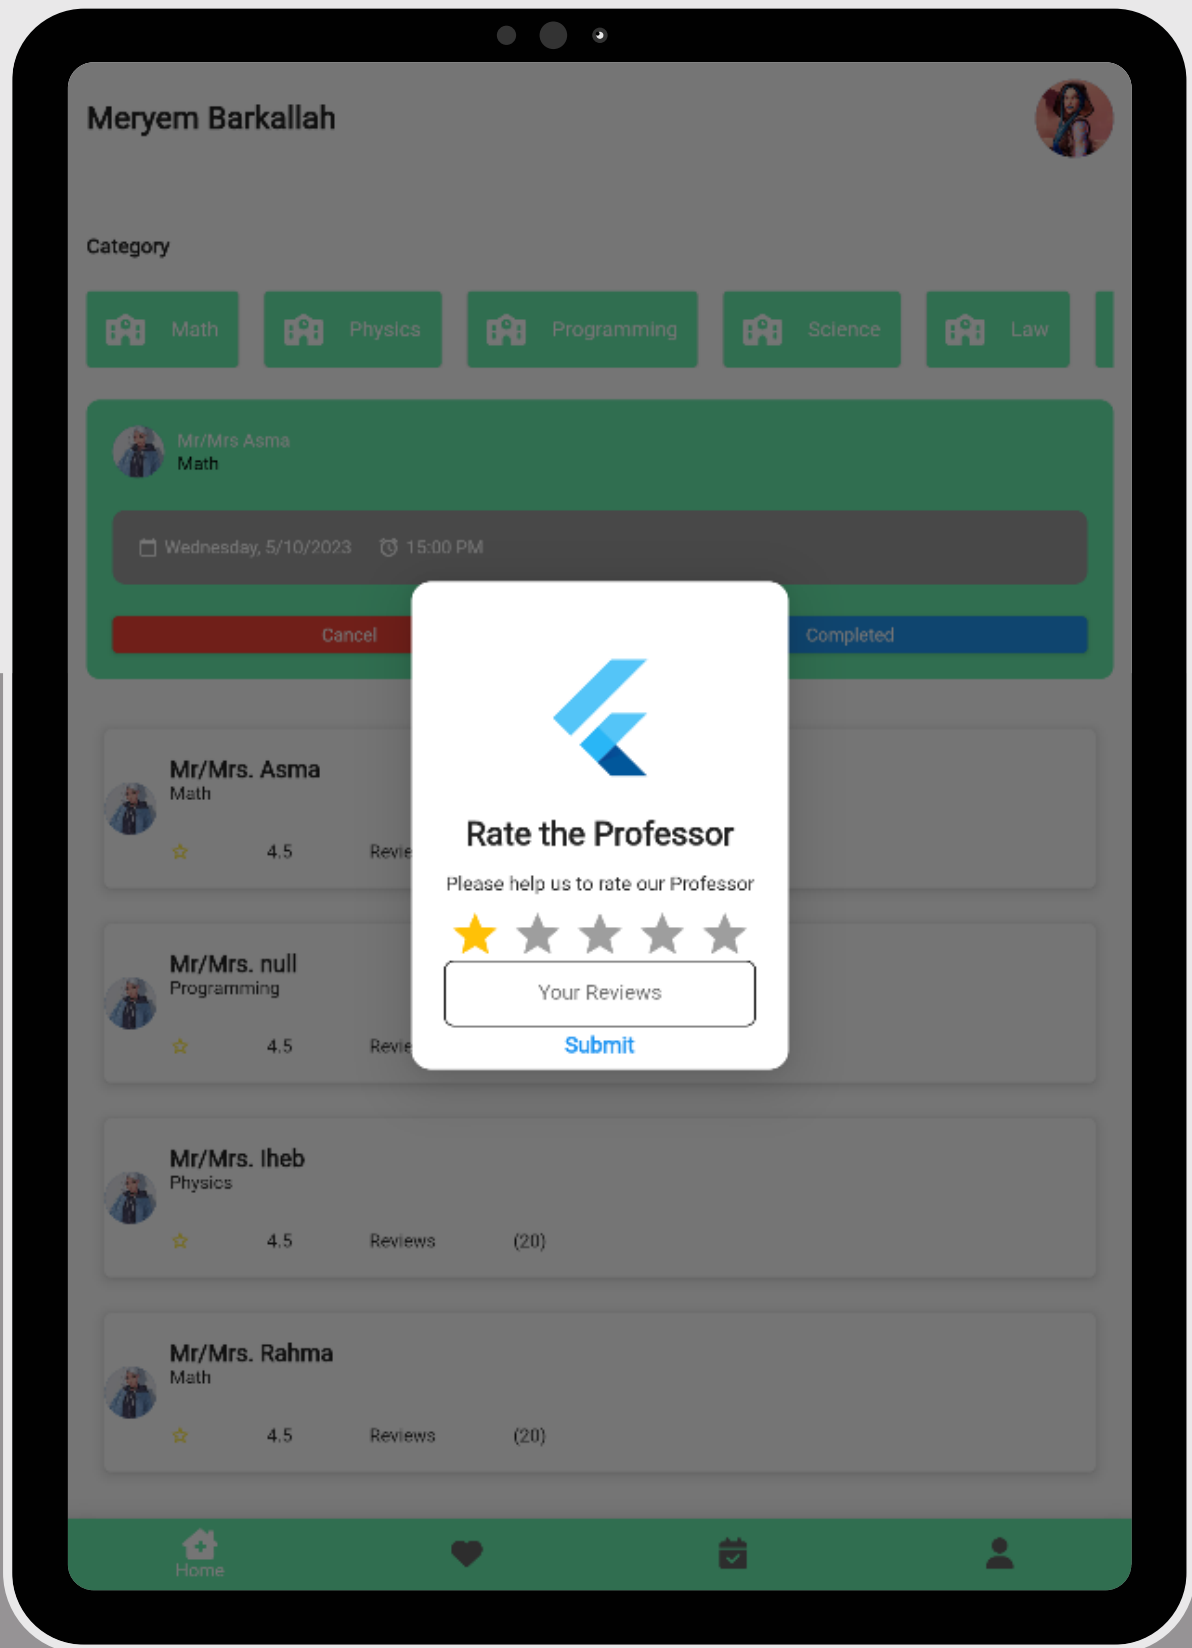 Meryem Barkallah
Category
Math
Physics
Programming
Science
Law
Mr/Mrs Asma
Math
Wednesday, 5/10/2023
15:00 PM
Cancel
Completed
Rate the Professor
Please help us to rate our Professor
Your Reviews
Submit
Mr/Mrs. Asma
Math
4.5 Revie
Mr/Mrs. null
Programming
4.5 Revie
Mr/Mrs. Iheb
Physics
4.5 Reviews (20)
Mr/Mrs. Rahma
Math
4.5 Reviews (20)
Home